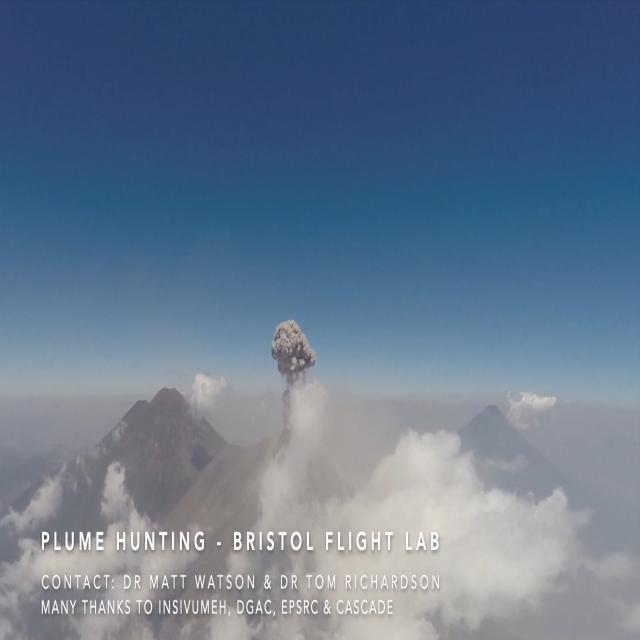 PLUME HUNTING - BRISTOL FLIGHT LAB
CONTACT: DR MATT WATSON & DR TOM RICHARDSON
MANY THANKS TO INSIVUMEH, DGAC, EPSRC & CASCADE